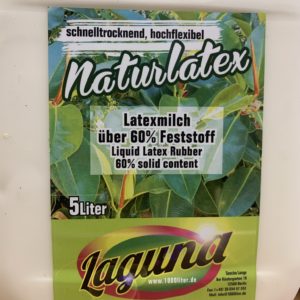 schnelltrocknend, hochflexibel
Naturlatex
Latexmilch
über 60% Feststoff
Liquid Latex Rubber
60% solid content
5Liter
Laguna
www.1000liter.de